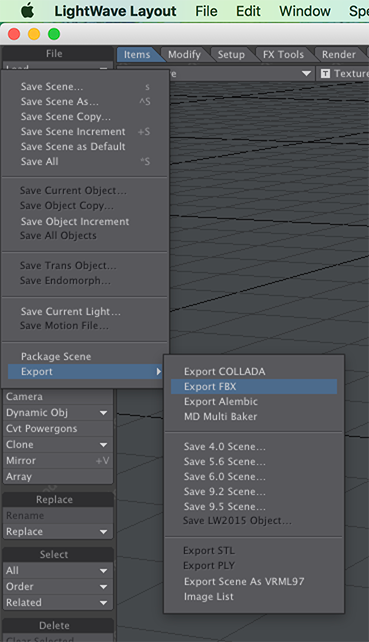 LightWave Layout File Edit Window
File Items Modify Setup FX Tools Render
Texture
Save Scene... s
Save Scene As... ^S
Save Scene Copy...
Save Scene Increment +S
Save Scene as Default
Save All *S
Save Current Object...
Save Object Copy...
Save Object Increment
Save All Objects
Save Trans Object...
Save Endomorph...
Save Current Light...
Save Motion File...
Package Scene
Export
Export COLLADA
Export FBX
Export Alembic
MD Multi Baker
Save 4.0 Scene...
Save 5.6 Scene...
Save 6.0 Scene...
Save 9.2 Scene...
Save 9.5 Scene...
Save LW2015 Object...
Export STL
Export PLY
Export Scene As VRML97
Image List
Camera
Dynamic Obj
Cvt Powergons
Clone
Mirror +V
Array
Replace
Rename
Replace
Select
All
Order
Related
Delete
Clear Selected